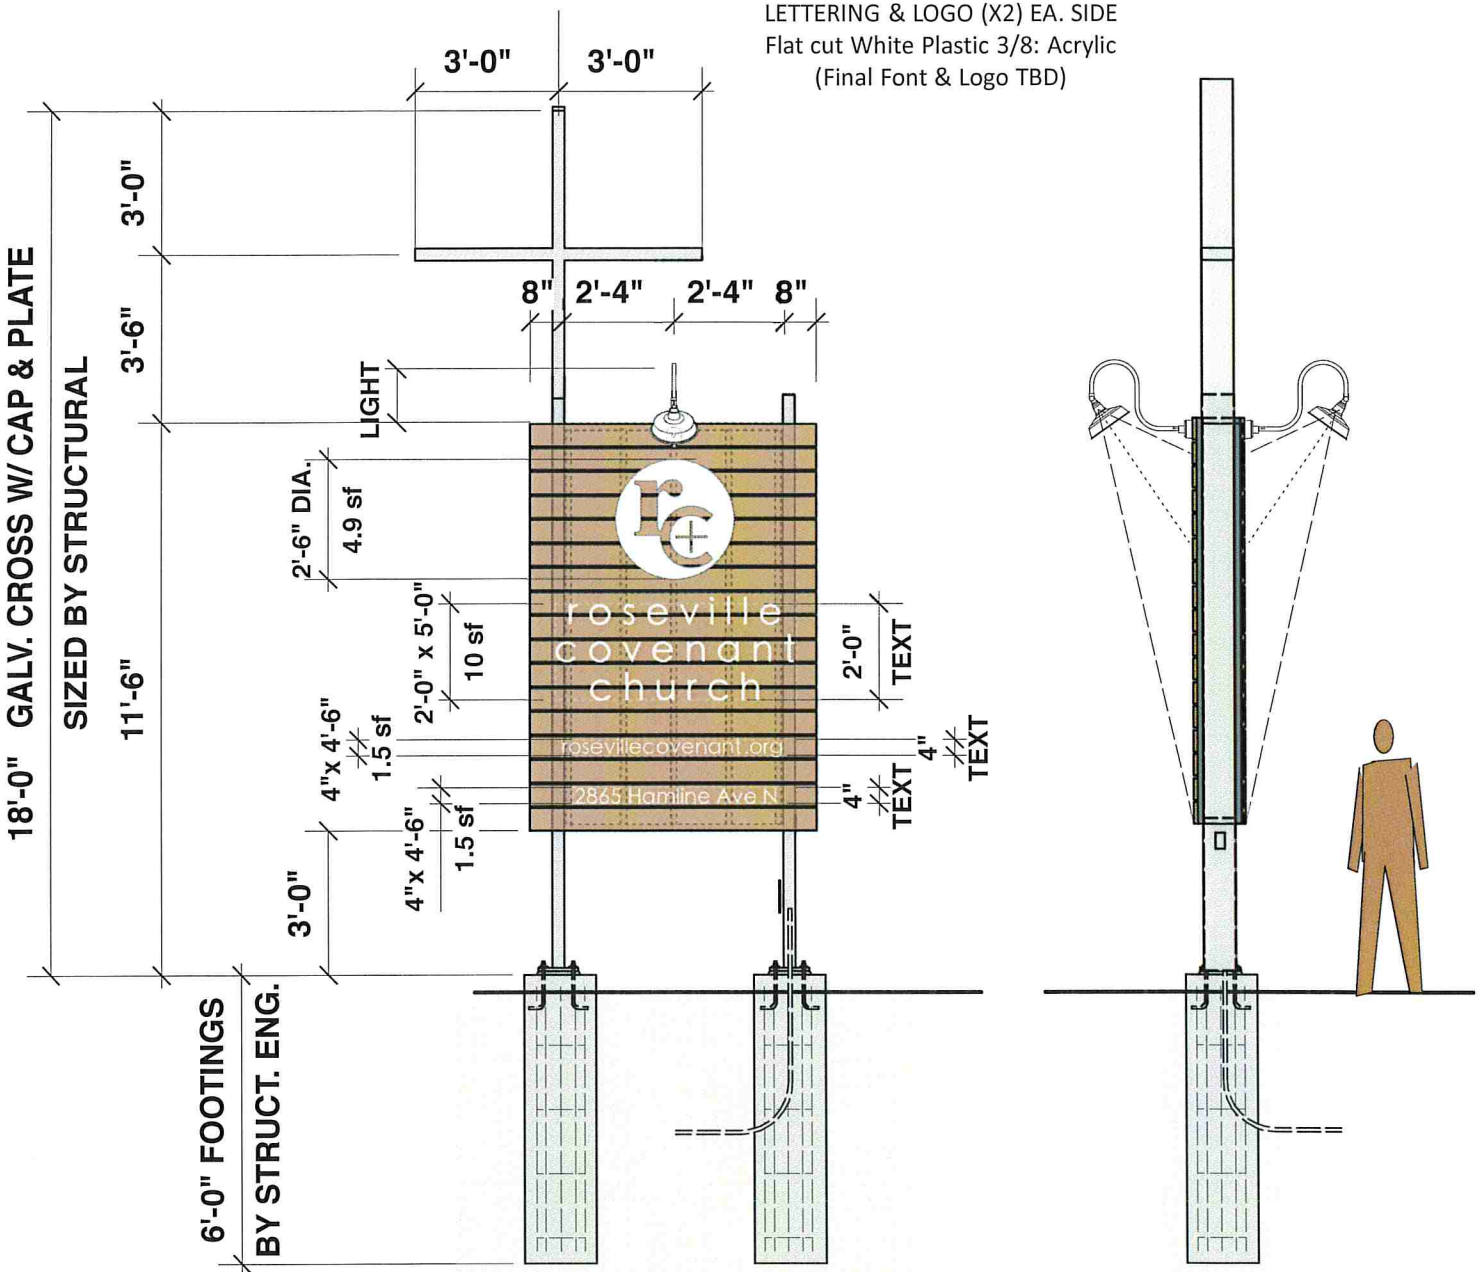 LETTERING & LOGO (X2) EA. SIDE
Flat cut White Plastic 3/8: Acrylic
(Final Font & Logo TBD)
3'-0"
3'-0"
18'-0" GALV. CROSS W/ CAP & PLATE
SIZED BY STRUCTURAL
3'-0"
3'-6"
11'-6"
8"
2'-4"
2'-4"
8"
LIGHT
2'-6" DIA.
4.9 sf
rc
2'-0" x 5'-0"
10 sf
roseville
covenant
church
2'-0"
TEXT
4"x 4'-6"
1.5 sf
rosevillecovenant.org
4"
TEXT
4"x 4'-6"
1.5 sf
2865 Hamline Ave N
4"
TEXT
3'-0"
6'-0" FOOTINGS
BY STRUCT. ENG.